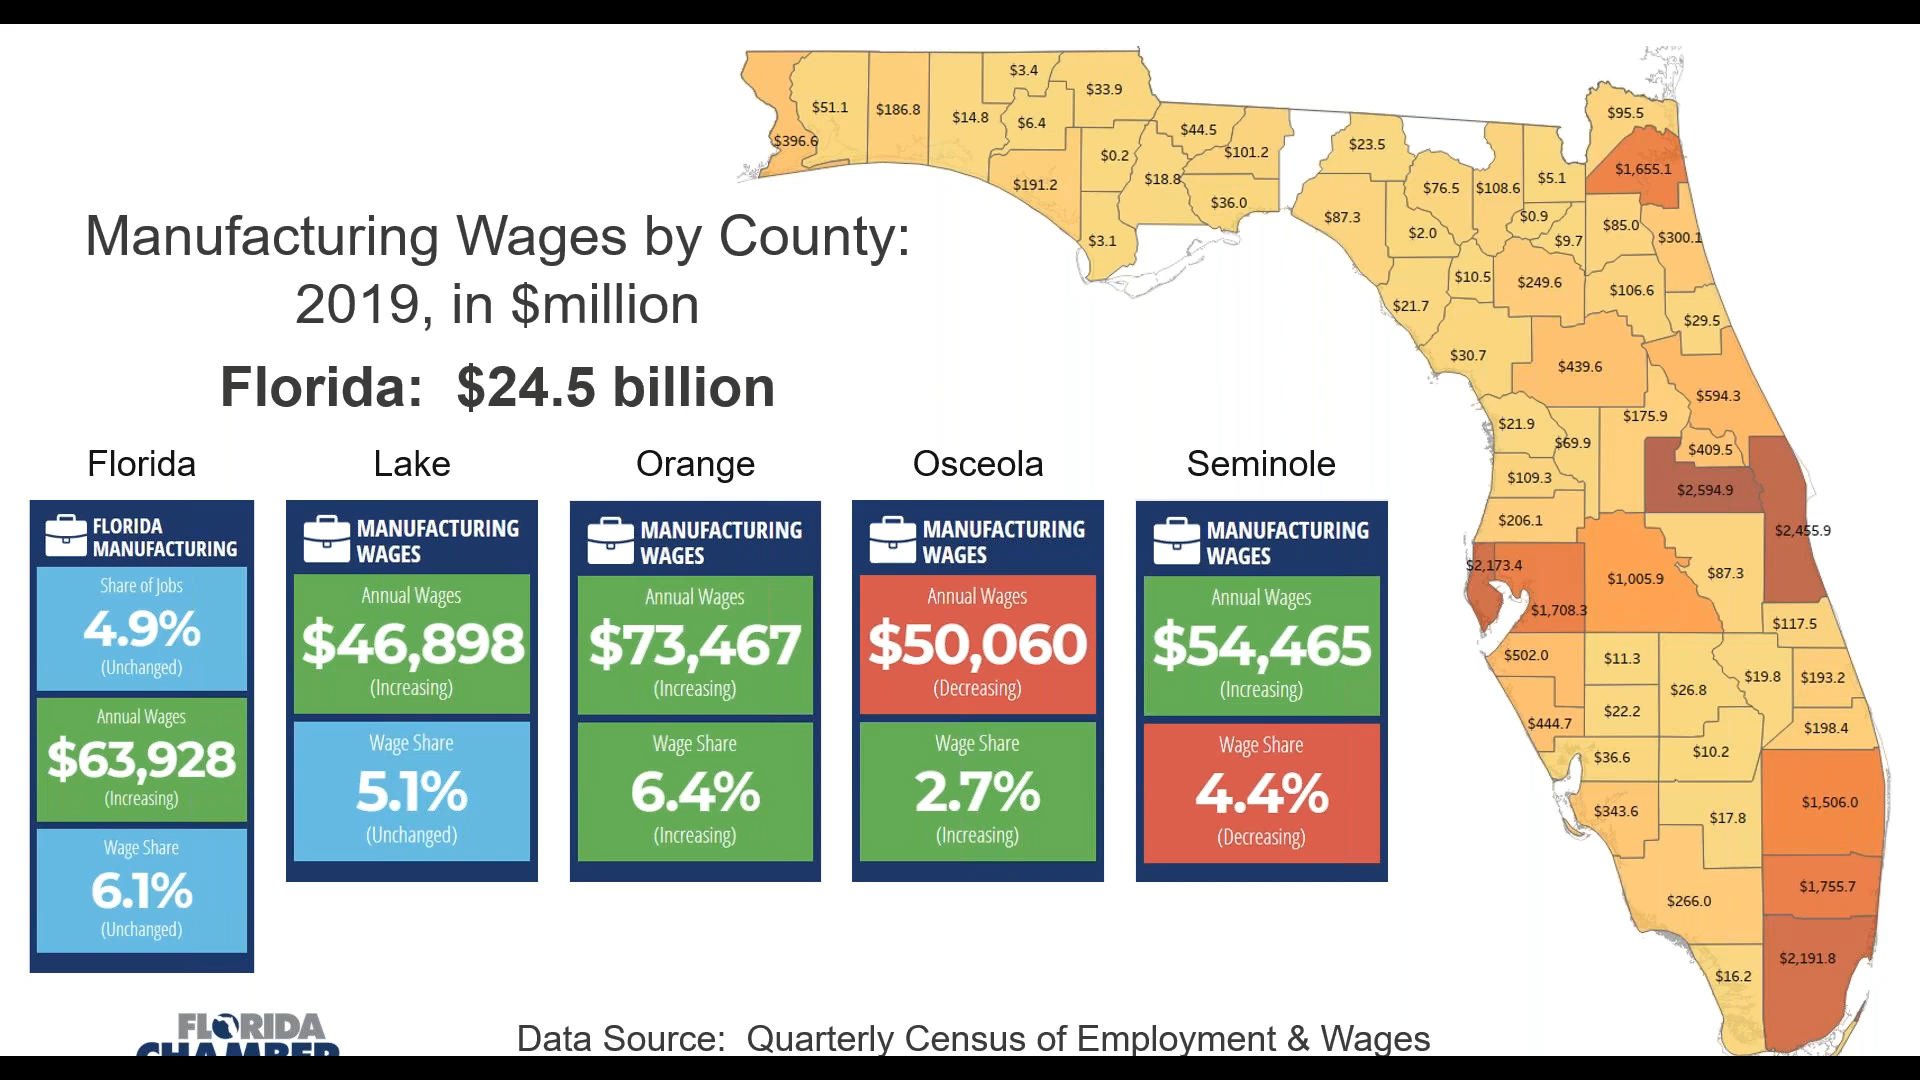 Manufacturing Wages by County:
2019, in $million
Florida: $24.5 billion
Florida
FLORIDA
MANUFACTURING
Share of Jobs
4.9%
(Unchanged)
Annual Wages
$63,928
(Increasing)
Wage Share
6.1%
(Unchanged)
Lake
MANUFACTURING
WAGES
Annual Wages
$46,898
(Increasing)
Wage Share
5.1%
(Unchanged)
Orange
MANUFACTURING
WAGES
Annual Wages
$73,467
(Increasing)
Wage Share
6.4%
(Increasing)
Osceola
MANUFACTURING
WAGES
Annual Wages
$50,060
(Decreasing)
Wage Share
2.7%
(Increasing)
Seminole
MANUFACTURING
WAGES
Annual Wages
$54,465
(Increasing)
Wage Share
4.4%
(Decreasing)
$396.6
$51.1
$186.8
$14.8
$3.4
$6.4
$33.9
$191.2
$0.2
$3.1
$18.8
$44.5
$101.2
$36.0
$23.5
$87.3
$76.5
$2.0
$108.6
$5.1
$0.9
$9.7
$95.5
$1,655.1
$85.0
$300.1
$10.5
$249.6
$21.7
$106.6
$29.5
$30.7
$439.6
$594.3
$175.9
$21.9
$69.9
$409.5
$109.3
$2,594.9
$206.1
$2,455.9
$2,173.4
$1,708.3
$1,005.9
$87.3
$117.5
$502.0
$11.3
$26.8
$19.8
$193.2
$444.7
$22.2
$198.4
$36.6
$10.2
$343.6
$17.8
$1,506.0
$266.0
$1,755.7
$16.2
$2,191.8
FLORIDA
CHAMBER
Data Source: Quarterly Census of Employment & Wages